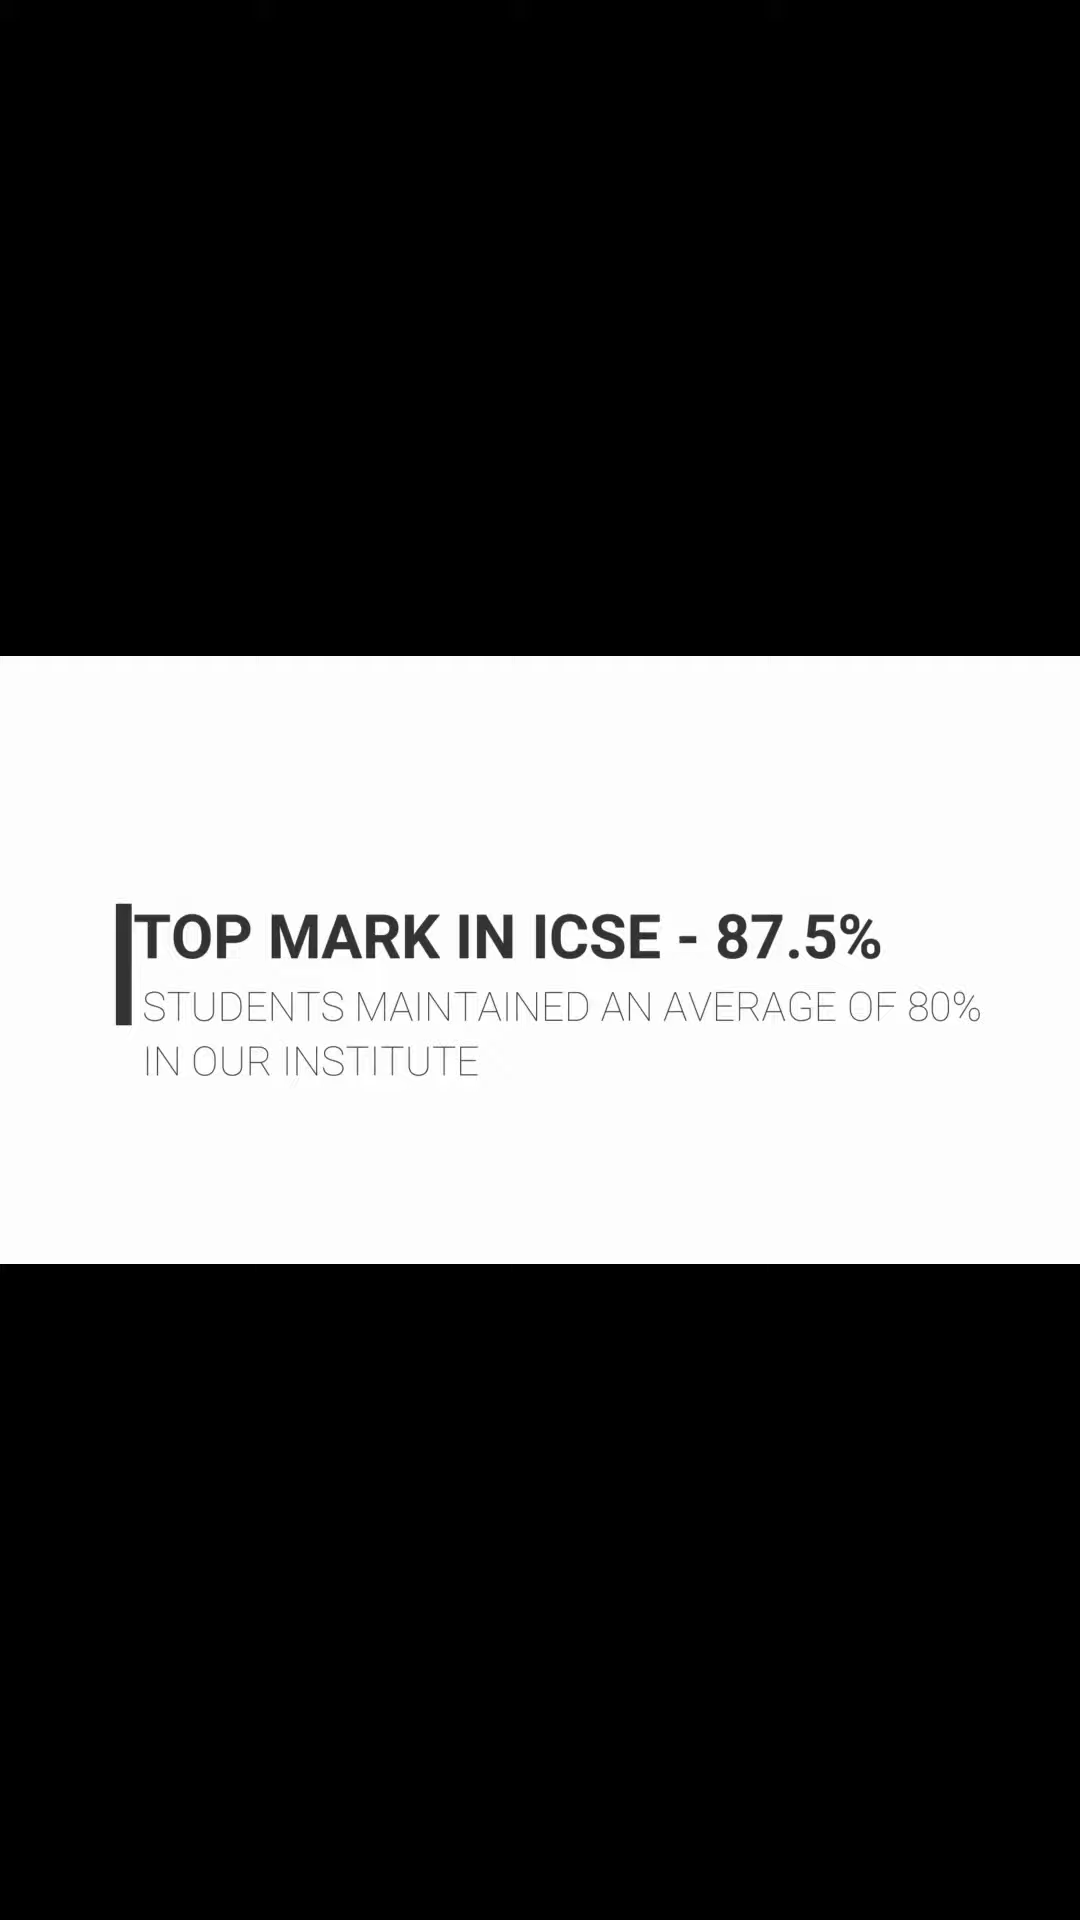 TOP MARK IN ICSE - 87.5%
STUDENTS MAINTAINED AN AVERAGE OF 80%
IN OUR INSTITUTE